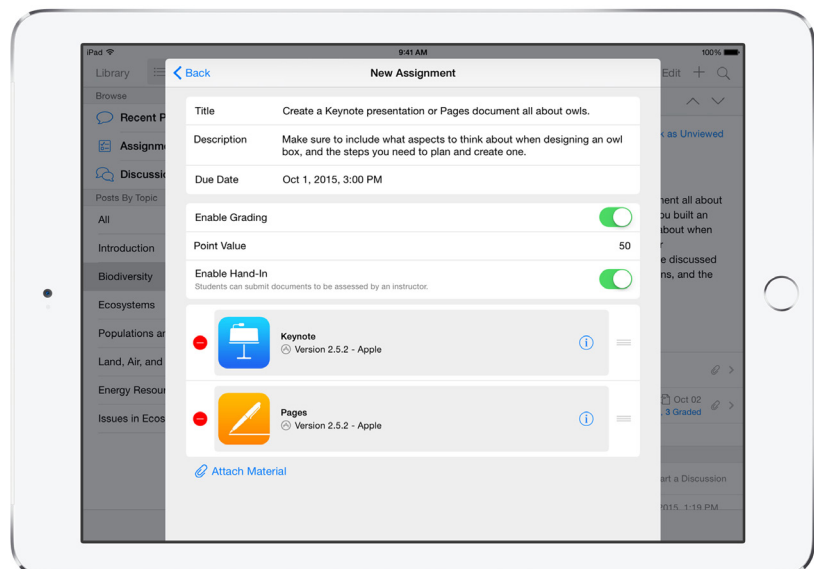 iPad 9:41 AM 100%
Library
Back
New Assignment
Edit
Browse
Recent P
Assignme
Discussio
Posts By Topic
All
Introduction
Biodiversity
Ecosystems
Populations an
Land, Air, and
Energy Resour
Issues in Ecos
Title Create a Keynote presentation or Pages document all about owls.
Description Make sure to include what aspects to think about when designing an owl
box, and the steps you need to plan and create one.
Due Date Oct 1, 2015, 3:00 PM
Enable Grading
Point Value 50
Enable Hand-In
Students can submit documents to be assessed by an instructor.
Keynote
Version 2.5.2 - Apple
Pages
Version 2.5.2 - Apple
Attach Material
as Unviewed
ment all about
ou built an
about when
r
e discussed
ns, and the
Oct 02
, 3 Graded
art a Discussion
2015, 1:19 PM